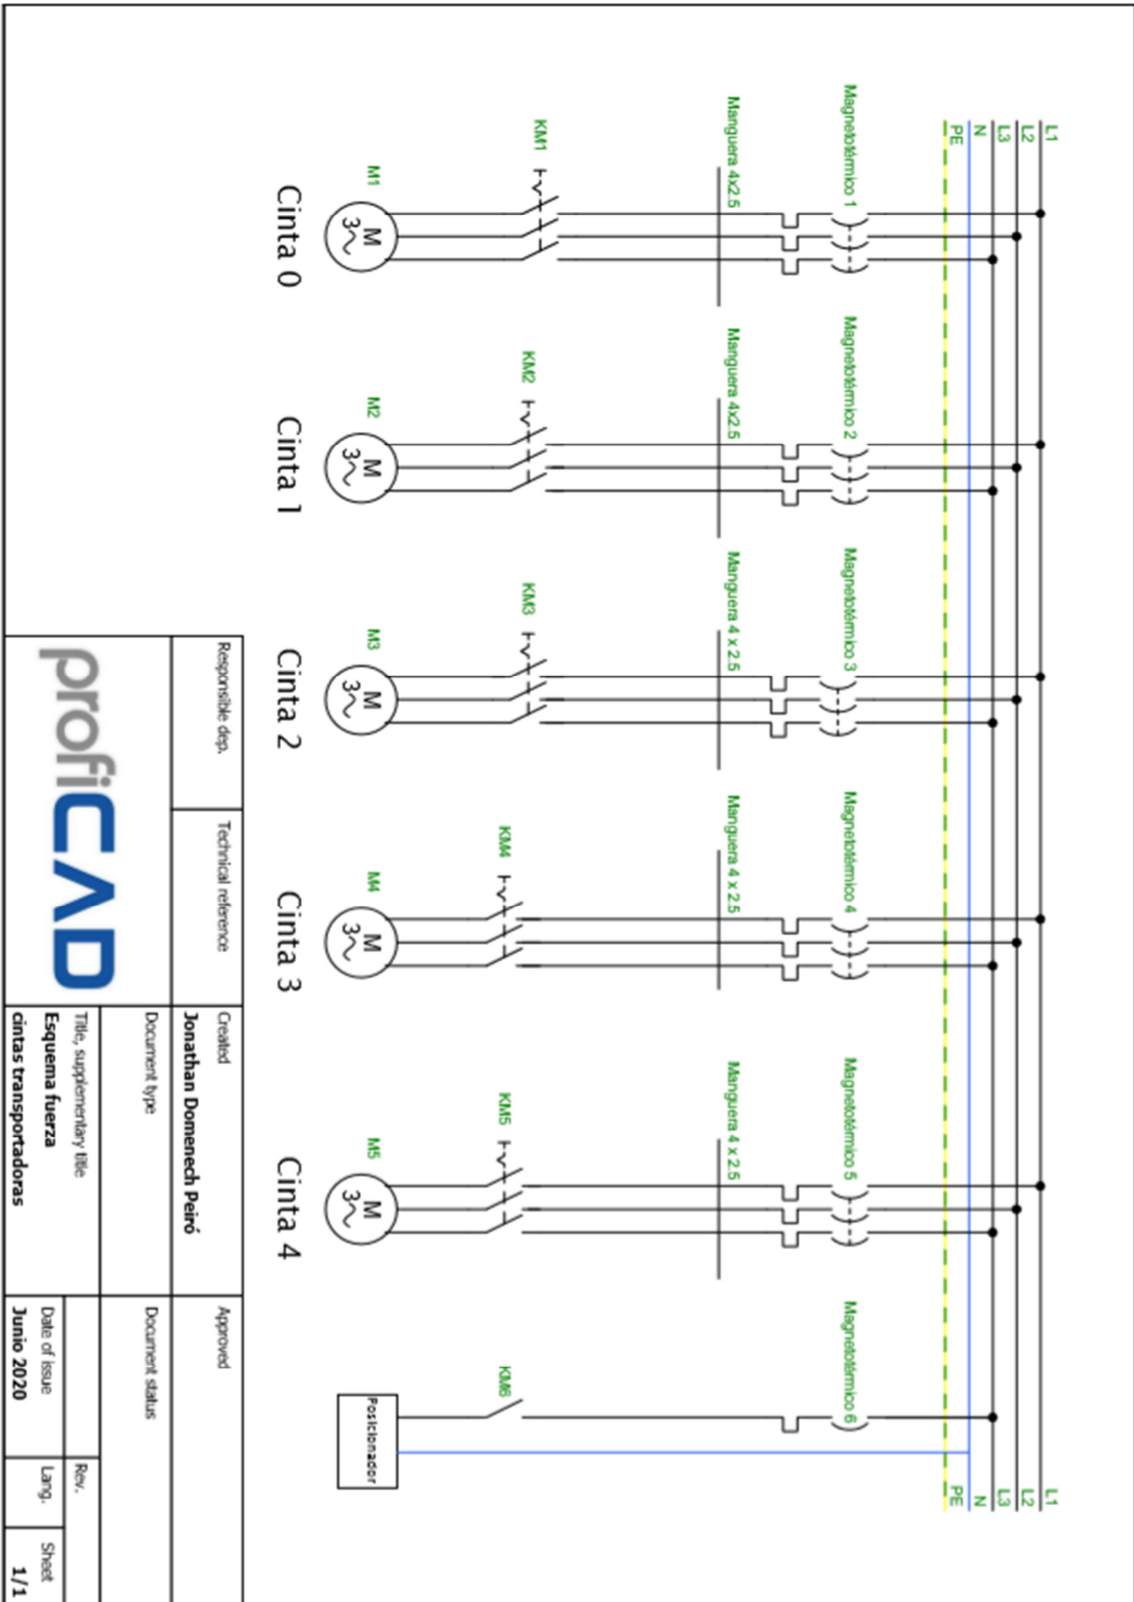 L1
L2
L3
N
PE
L1
L2
L3
N
PE
Magnetotérmico 1
Magnetotérmico 2
Magnetotérmico 3
Magnetotérmico 4
Magnetotérmico 5
Magnetotérmico 6
Manguera 4x2.5
Manguera 4x2.5
Manguera 4 x 2.5
Manguera 4 x 2.5
Manguera 4 x 2.5
KM1
KM2
KM3
KM4
KM5
KM6
M1
M
3
M2
M
3
M3
M
3
M4
M
3
M5
M
3
Posicionador
Cinta 0
Cinta 1
Cinta 2
Cinta 3
Cinta 4
Responsible dep.
Technical reference
Created
Jonathan Domenech Peiró
Approved
profiCAD
Document type
Document status
Title, supplementary title
Esquema fuerza
cintas transportadoras
Rev.
Date of issue
Junio 2020
Lang.
Sheet
1/1